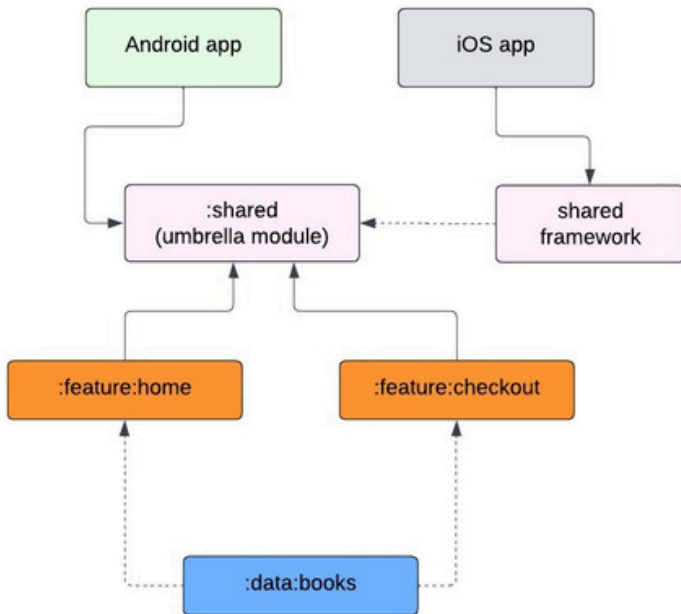 Android app
iOS app
:shared
(umbrella module)
shared
framework
:feature:home
:feature:checkout
:data:books